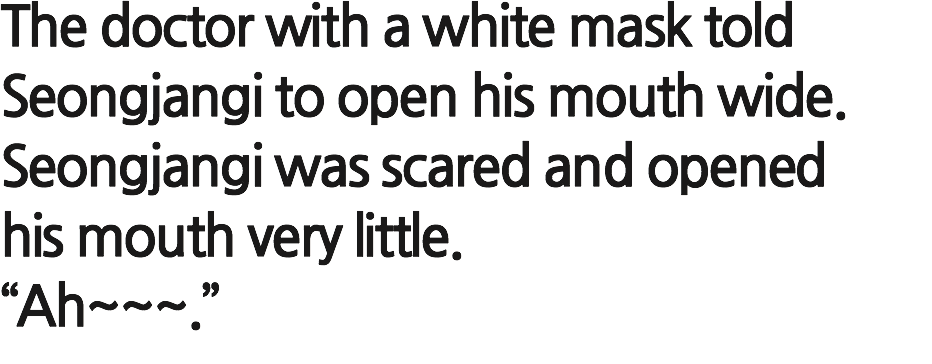 The doctor with a white mask told
Seongjangi to open his mouth wide.
Seongjangi was scared and opened
his mouth very little.
“Ah~~~.”